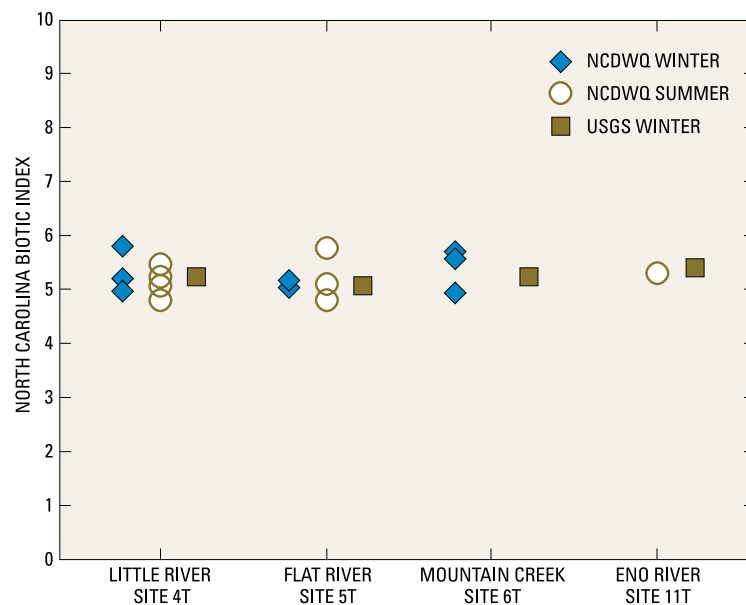 10
9
8
7
6
5
4
3
2
1
0
NORTH CAROLINA BIOTIC INDEX
NCDWQ WINTER
NCDWQ SUMMER
USGS WINTER
LITTLE RIVER
SITE 4T
FLAT RIVER
SITE 5T
MOUNTAIN CREEK
SITE 6T
ENO RIVER
SITE 11T